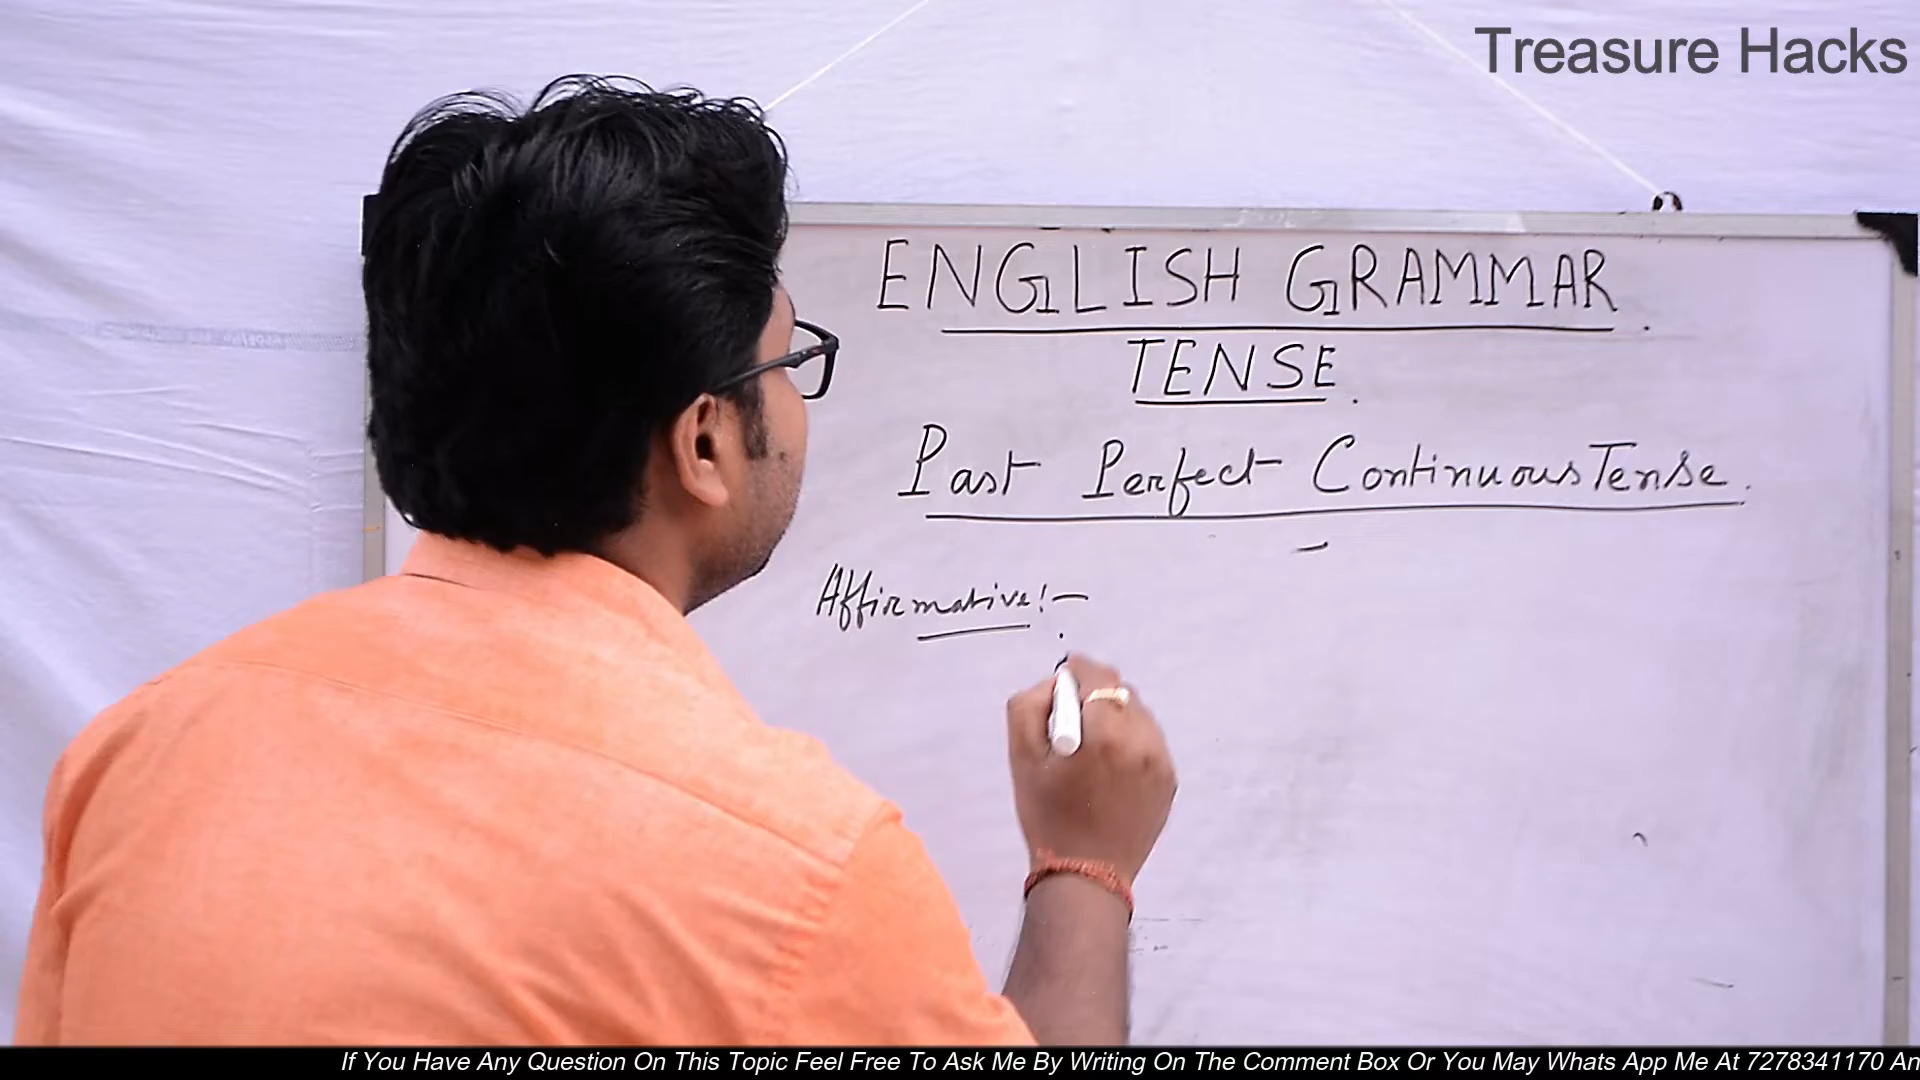 Treasure Hacks
ENGLISH GRAMMAR.
TENSE.
Past Perfect Continuous Tense.
Affirmative:-
If You Have Any Question On This Topic Feel Free To Ask Me By Writing On The Comment Box Or You May Whats App Me At 7278341170 An